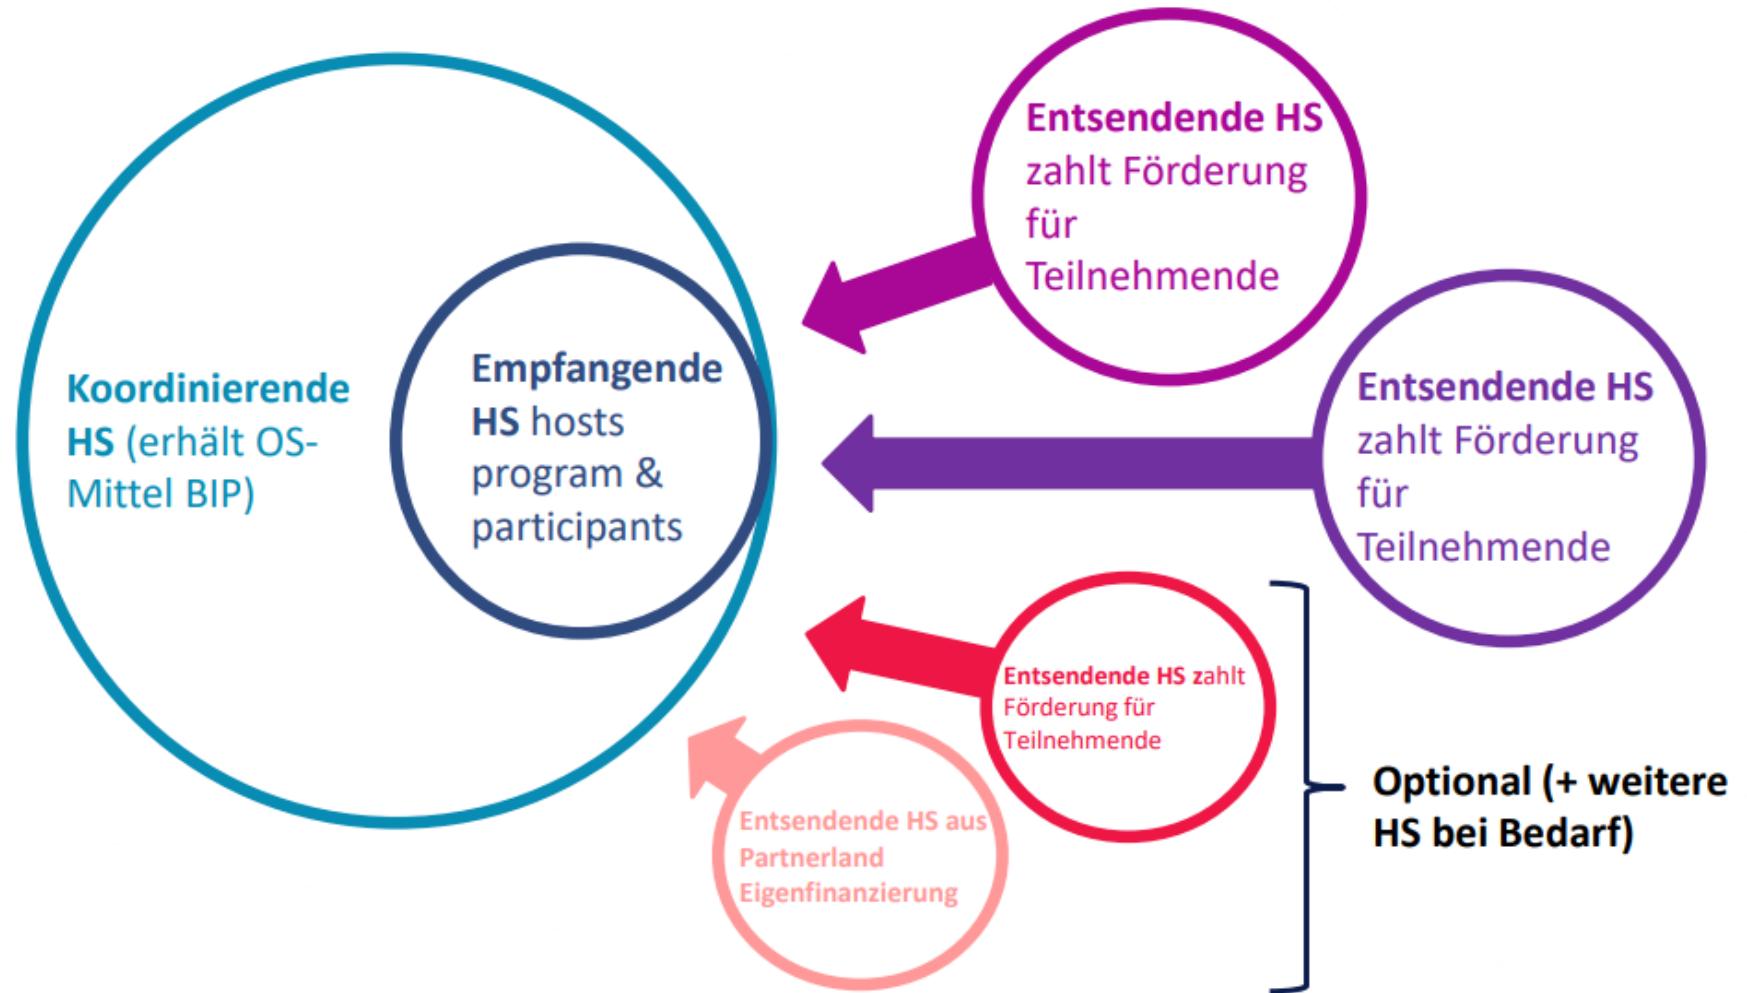 Koordinierende
HS (erhält OS-
Mittel BIP)
Empfangende
HS hosts
program &
participants
Entsendende HS
zahlt Förderung
für
Teilnehmende
Entsendende HS
zahlt Förderung
für
Teilnehmende
Entsendende HS zahlt
Förderung für
Teilnehmende
Entsendende HS aus
Partnerland
Eigenfinanzierung
Optional (+ weitere
HS bei Bedarf)